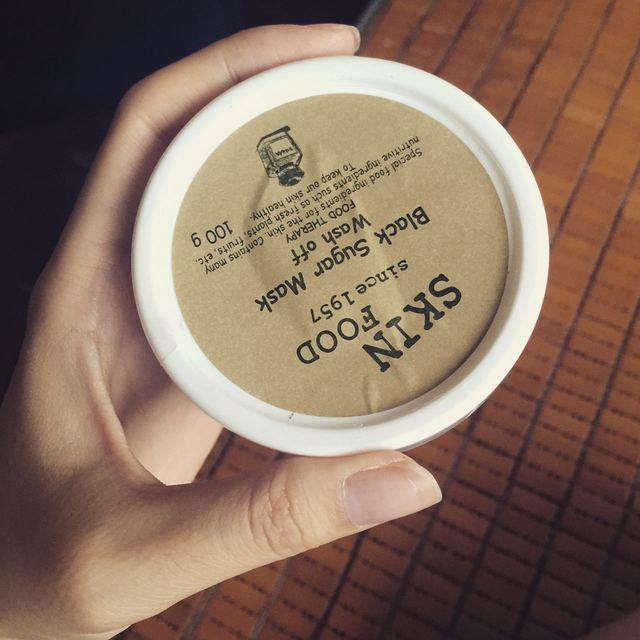 SKIN
FOOD
since 1957
Black Sugar Mask
Wash off
FOOD THERAPY
Special food ingredients for the skin. Contains many
nutritive ingredients such as fresh plants, fruits, etc.
To keep our skin healthy.
100 g